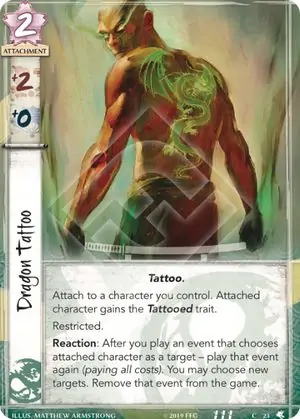 2
ATTACHMENT
+2
+0
Dragon Tattoo
Tattoo.
Attach to a character you control. Attached
character gains the Tattooed trait.
Restricted.
Reaction: After you play an event that chooses
attached character as a target – play that event
again (paying all costs). You may choose new
targets. Remove that event from the game.
ILLUS: MATTHEW ARMSTRONG
©2019 FFG
C 23